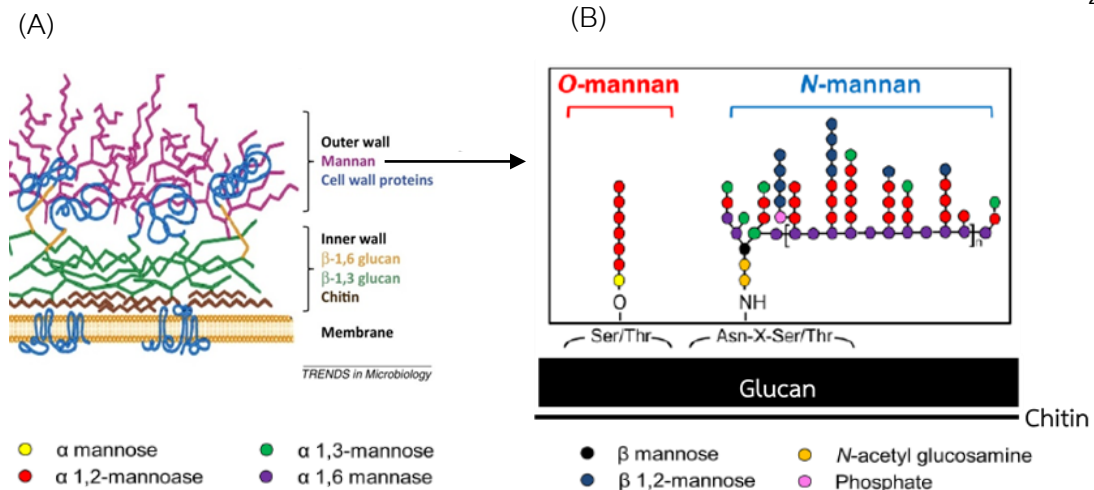 (A)
(B)
Outer wall
Mannan
Cell wall proteins
Inner wall
β-1,6 glucan
β-1,3 glucan
Chitin
Membrane
TRENDS in Microbiology
O-mannan
N-mannan
n
O
NH
Ser/Thr
Asn-X-Ser/Thr
Glucan
Chitin
α mannose
α 1,3-mannose
β mannose
N-acetyl glucosamine
α 1,2-mannoase
α 1,6 mannase
β 1,2-mannose
Phosphate